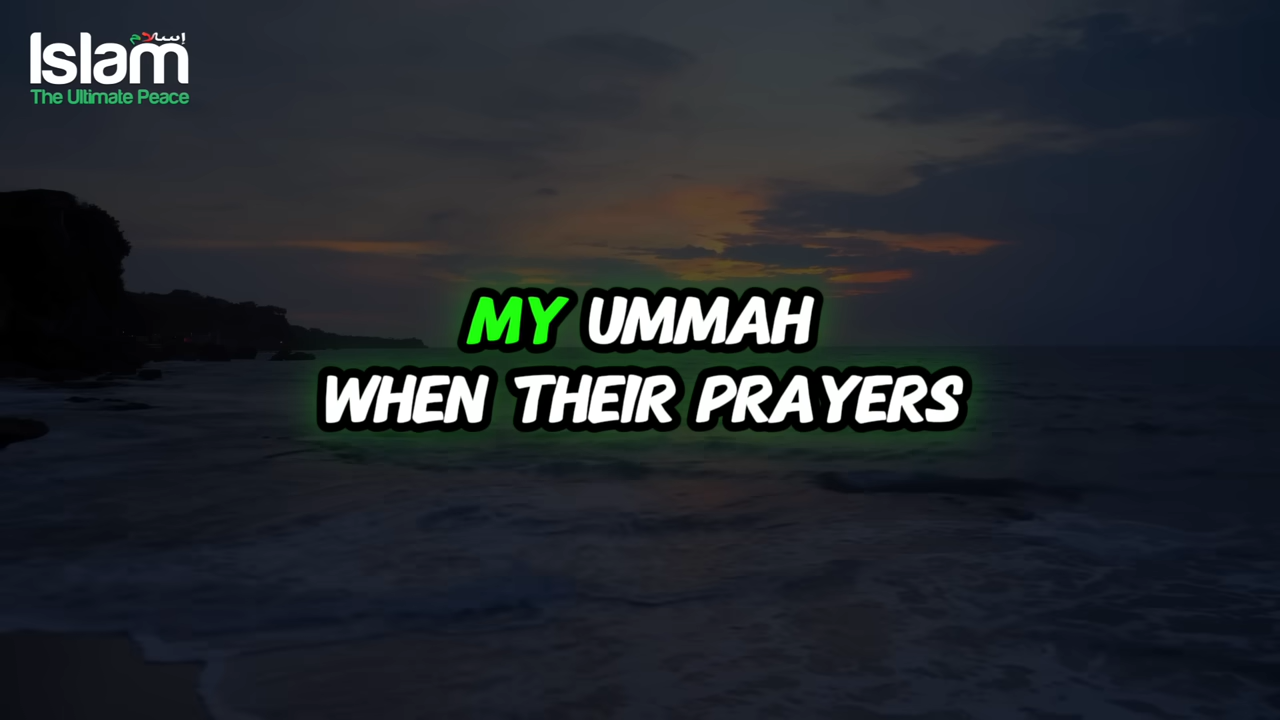 إسلام
Islam
The Ultimate Peace
MY UMMAH
WHEN THEIR PRAYERS